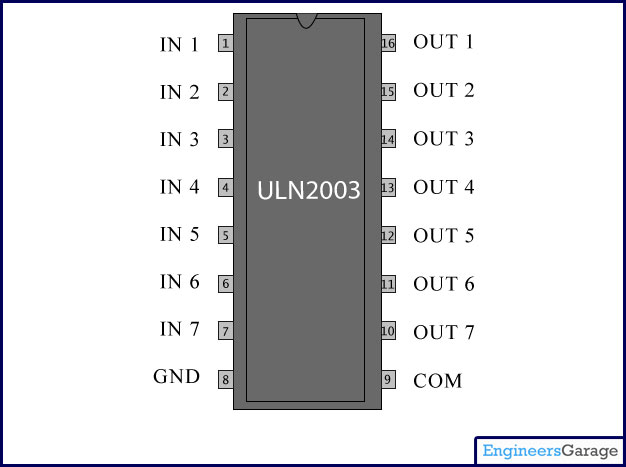 IN 1 1 16 OUT 1
IN 2 2 15 OUT 2
IN 3 3 14 OUT 3
IN 4 4 ULN2003 13 OUT 4
IN 5 5 12 OUT 5
IN 6 6 11 OUT 6
IN 7 7 10 OUT 7
GND 8 9 COM
EngineersGarage